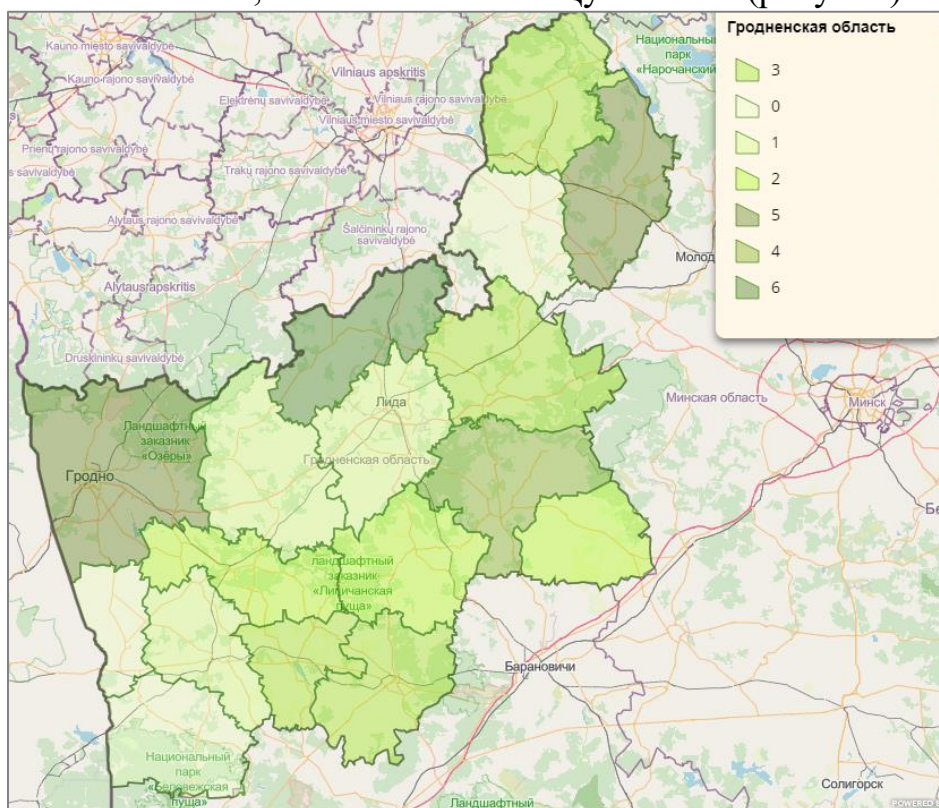 Гродненская область
3
0
1
2
5
4
6
Kauno miesto savivaldybė
Kauno rajono savivaldybė
Vilniaus apskritis
Elektrėnų savivaldybė
Vilniaus rajono savivaldybė
Vilniaus miesto savivaldybė
Prienų rajono savivaldybė
s savivaldybė
Trakų rajono savivaldybė
Alytaus rajono savivaldybė
Šalčininkų rajono
savivaldybė
Alytaus apskritis
Druskininkų savivaldybė
Национальный
парк
«Нарочанский
Молод
Лида
Минская область
Минск
Ландшафтный
заказник
«Озёры»
Гродненская область
Гродно
ландшафтный
заказник
«Липичанская
пуща»
Барановичи
Национальный
парк
«Беловежская
пуща»
Ландшафтный
Солигорск
POWERED